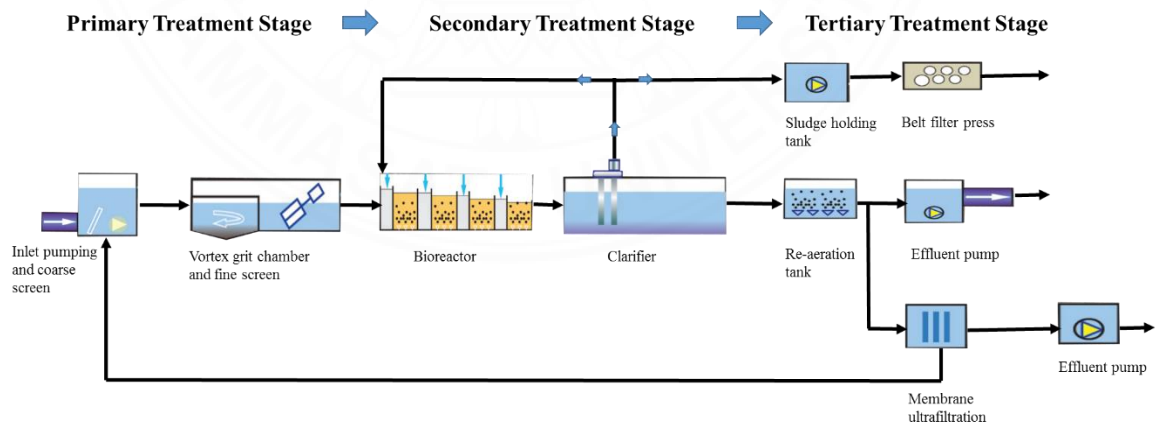 Primary Treatment Stage
Secondary Treatment Stage
Tertiary Treatment Stage
Sludge holding
tank
Belt filter press
Inlet pumping
and coarse
screen
Vortex grit chamber
and fine screen
Bioreactor
Clarifier
Re-aeration
tank
Effluent pump
Membrane
ultrafiltration
Effluent pump